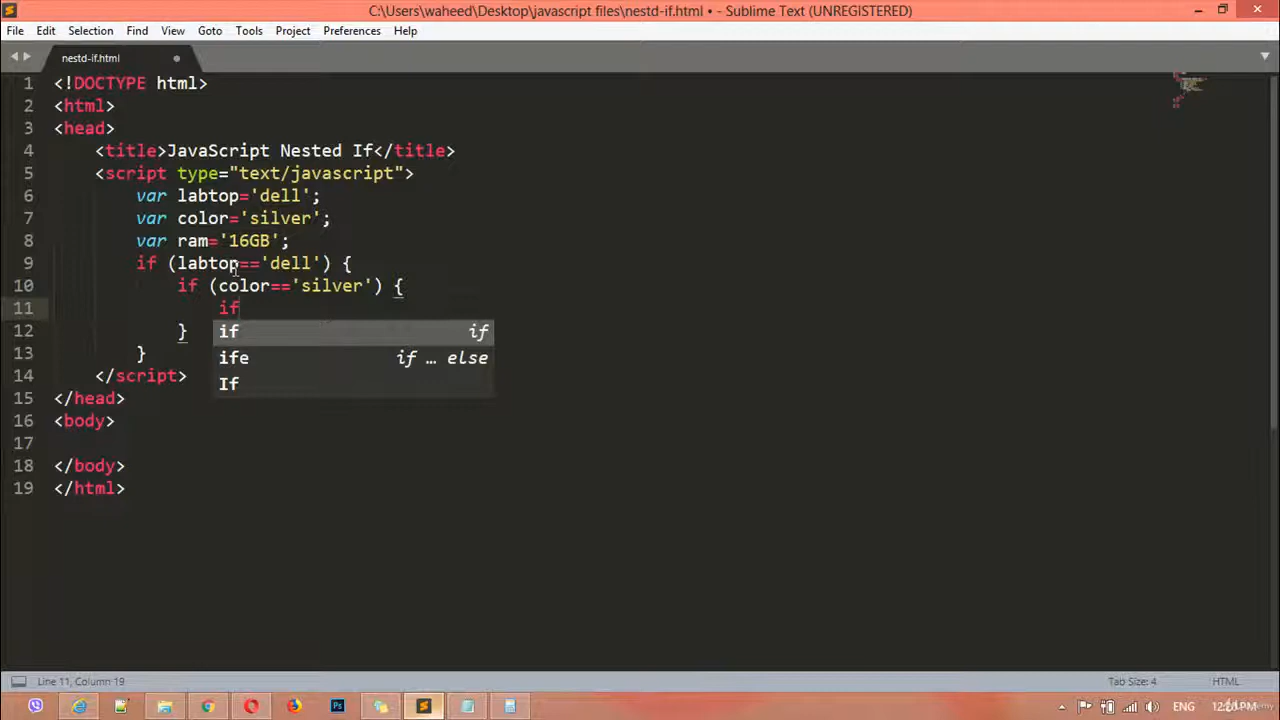 C:\Users\waheed\Desktop\javascript files\nestd-if.html • - Sublime Text (UNREGISTERED)
File Edit Selection Find View Goto Tools Project Preferences Help
nestd-if.html
1 <!DOCTYPE html>
2 <html>
3 <head>
4 <title>JavaScript Nested If</title>
5 <script type="text/javascript">
6 var labtop='dell';
7 var color='silver';
8 var ram='16GB';
9 if (labtop=='dell') {
10 if (color=='silver') {
11 if
12 }
if if
13 }
ife if … else
14 </script>
If
15 </head>
16 <body>
17
18 </body>
19 </html>
Line 11, Column 19 Tab Size: 4 HTML
Ps ENG 12:20 PM